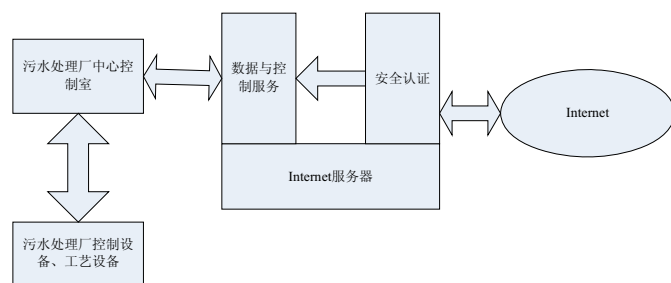 污水处理厂中心控
制室
数据与控
制服务
安全认证
Internet
Internet服务器
污水处理厂控制设
备、工艺设备